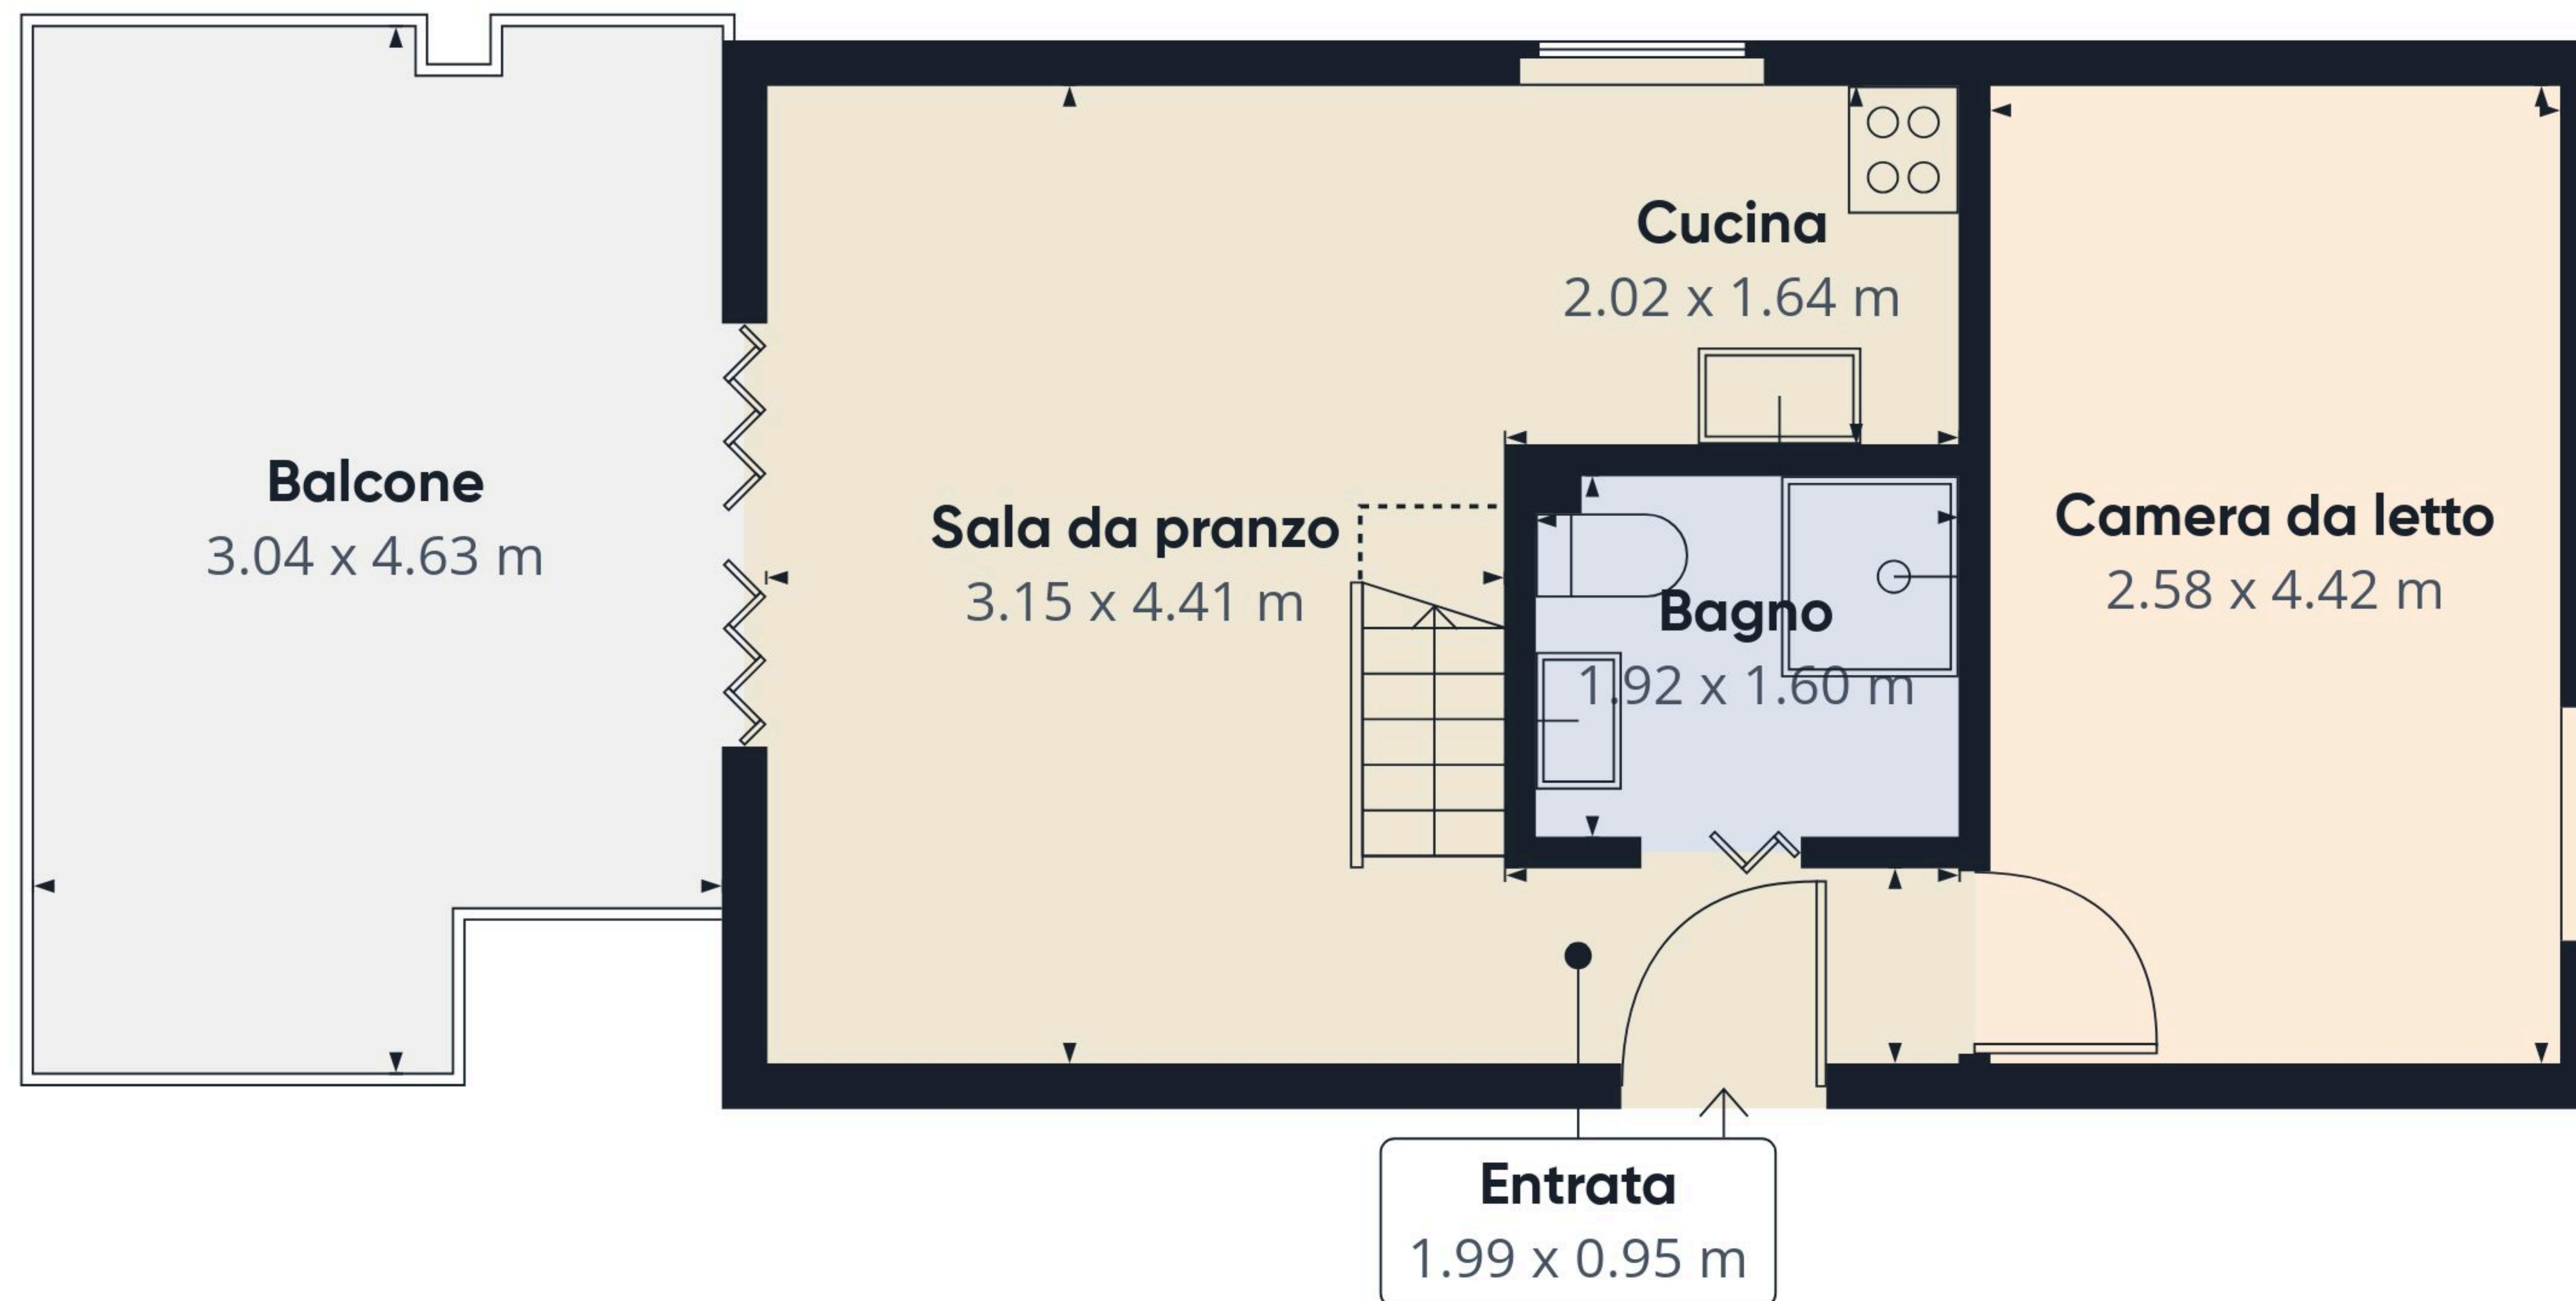 Cucina
2.02 x 1.64 m
Balcone
3.04 x 4.63 m
Sala da pranzo
3.15 x 4.41 m
Bagno
1.92 x 1.60 m
Camera da letto
2.58 x 4.42 m
Entrata
1.99 x 0.95 m